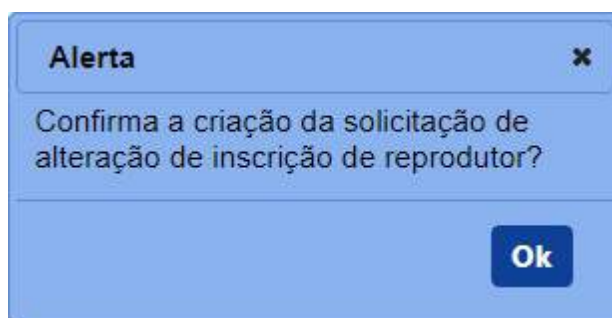 Alerta ×
Confirma a criação da solicitação de
alteração de inscrição de reprodutor?
Ok